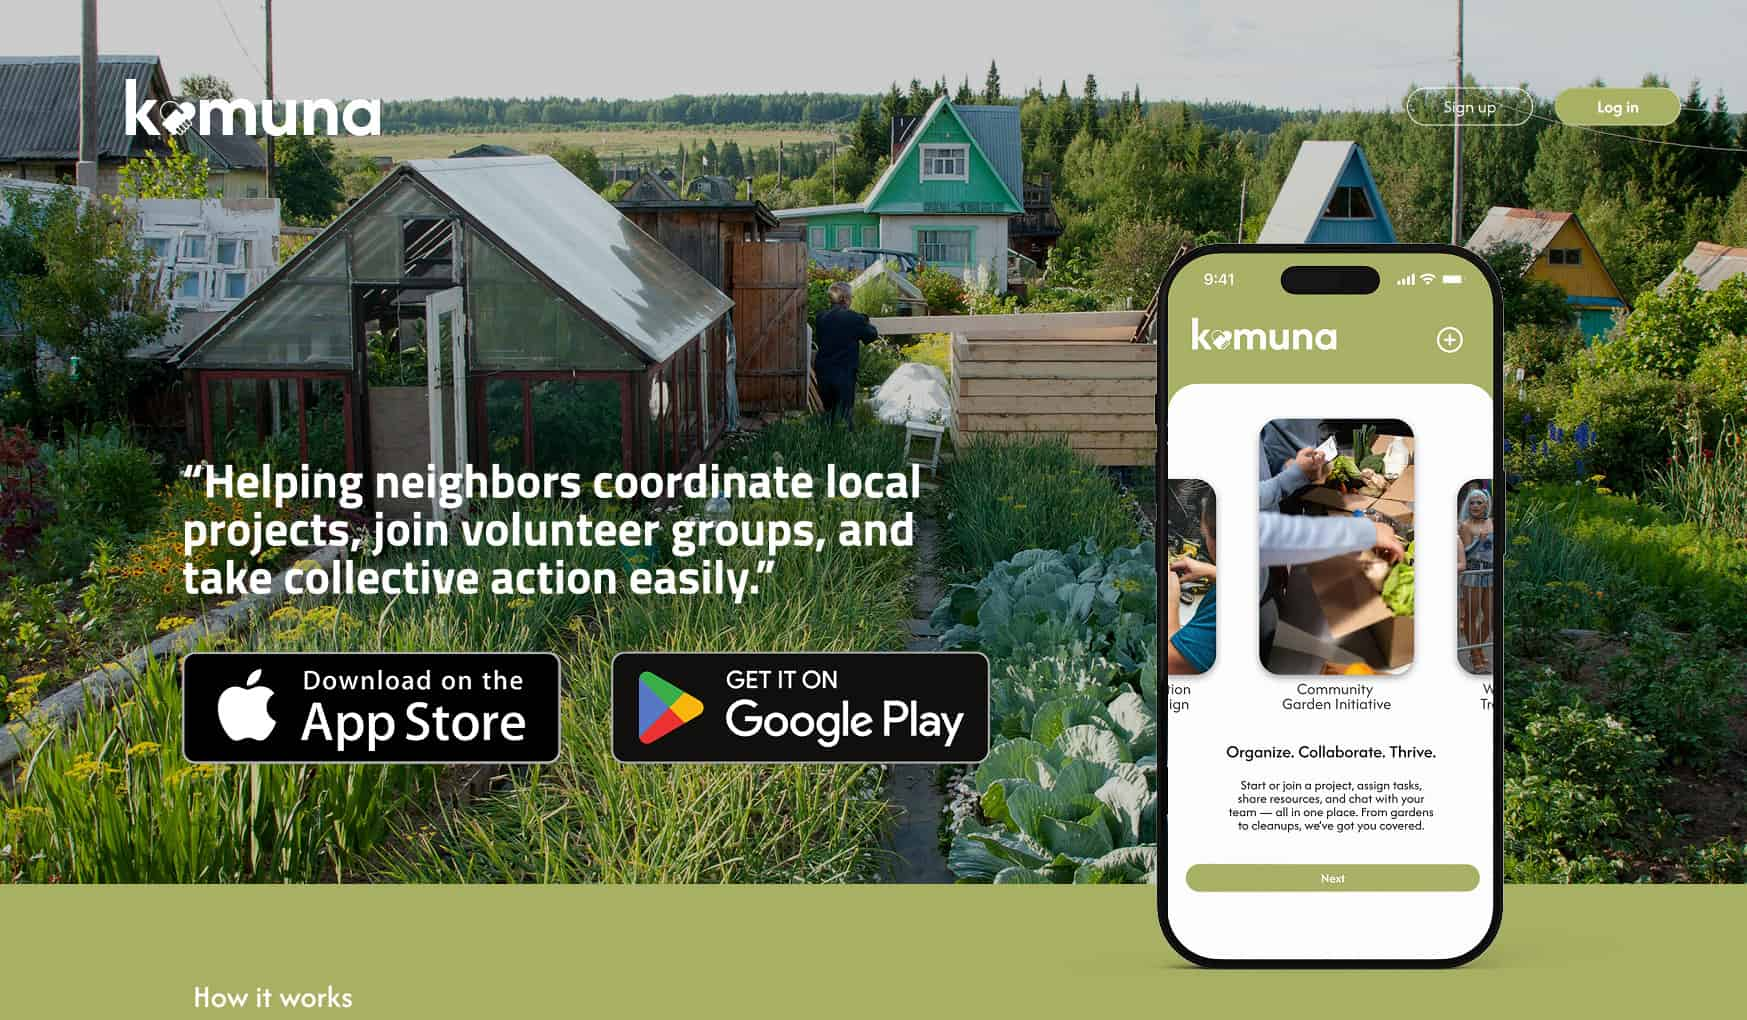 komuna
Sign up
Log in
“Helping neighbors coordinate local
projects, join volunteer groups, and
take collective action easily.”
Download on the
App Store
GET IT ON
Google Play
9:41
komuna
Community
Garden Initiative
Organize. Collaborate. Thrive.
Start or join a project, assign tasks,
share resources, and chat with your
team — all in one place. From gardens
to cleanups, we’ve got you covered.
Next
How it works